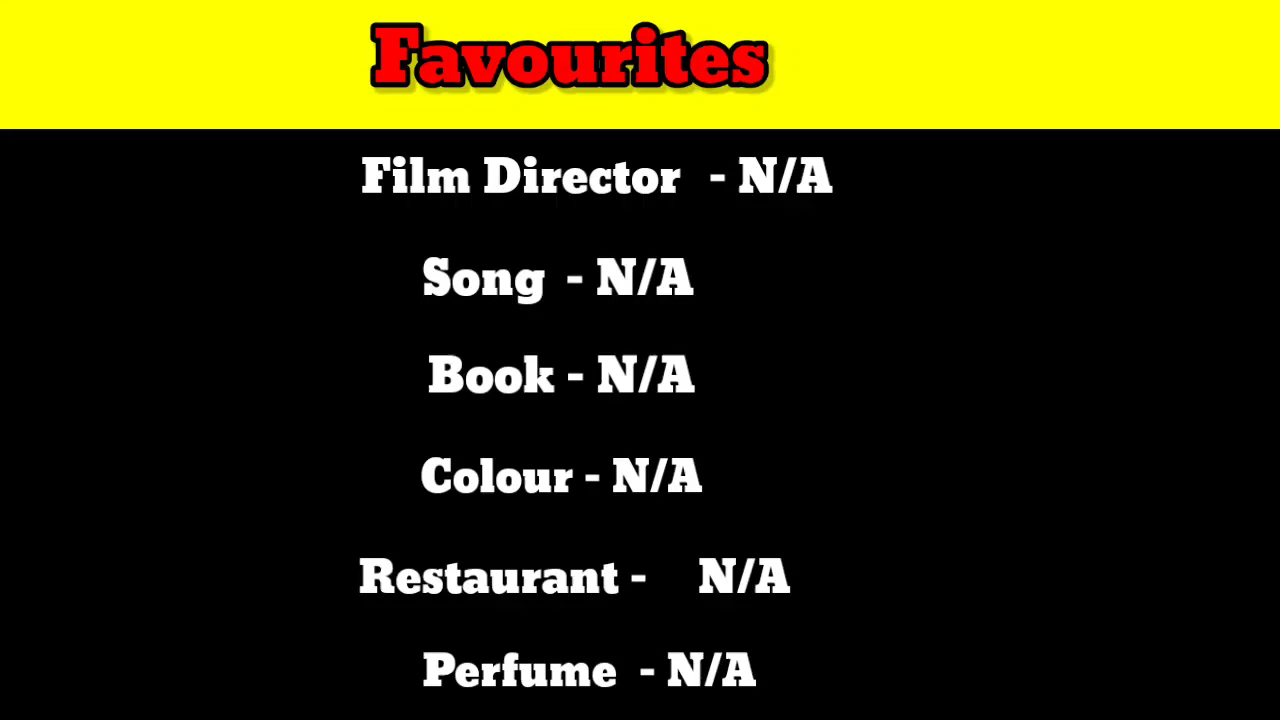 Favourites
Film Director - N/A
Song - N/A
Book - N/A
Colour - N/A
Restaurant - N/A
Perfume - N/A